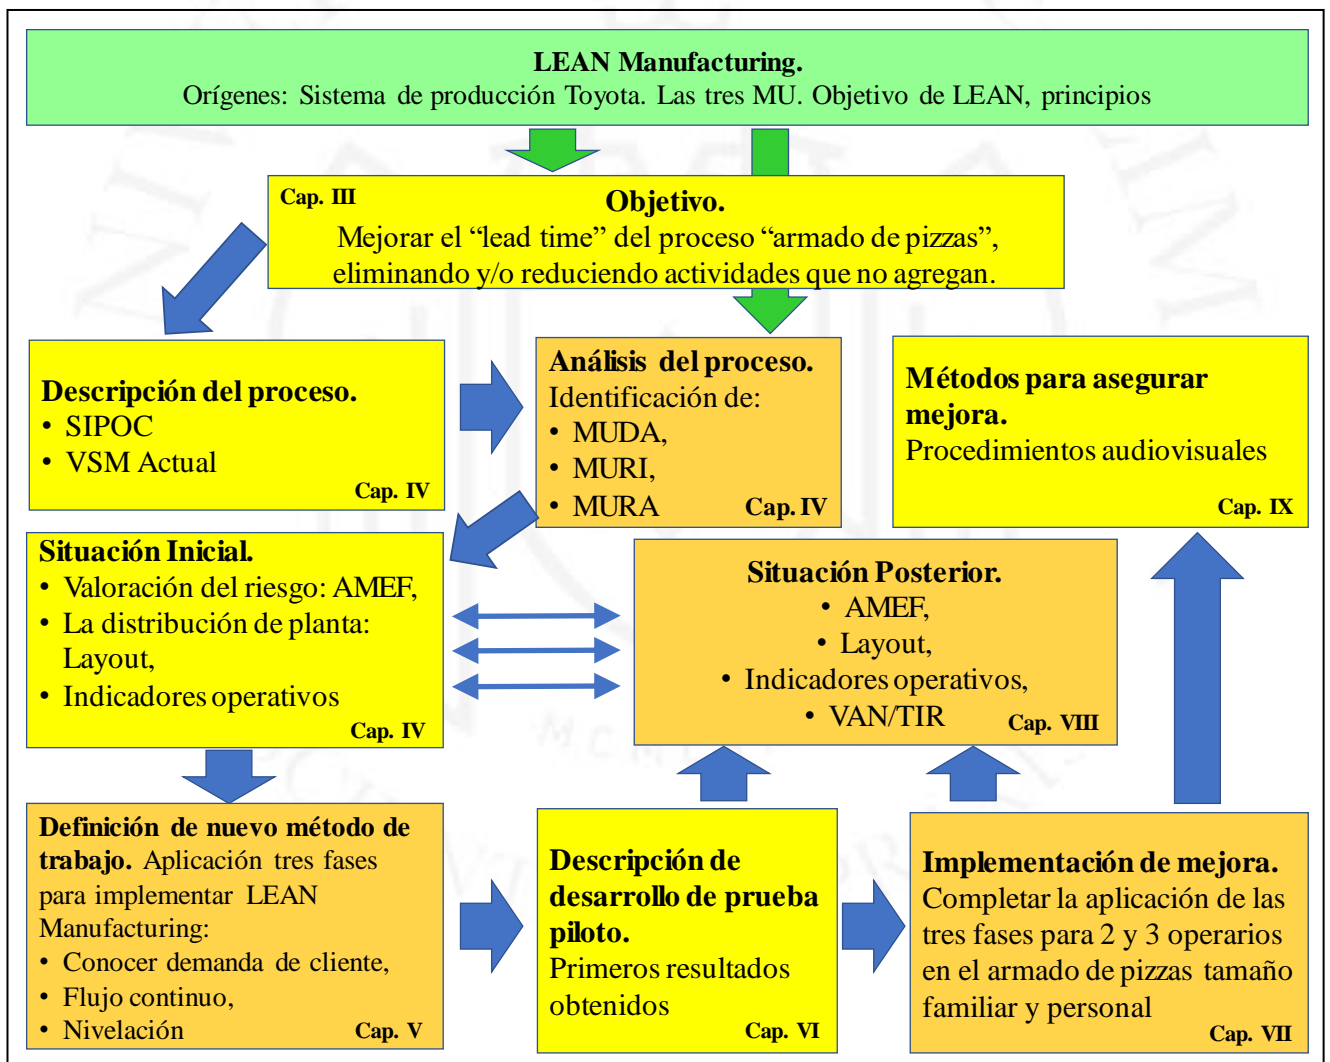 LEAN Manufacturing.
Orígenes: Sistema de producción Toyota. Las tres MU. Objetivo de LEAN, principios
Cap. III
Objetivo.
Mejorar el “lead time” del proceso “armado de pizzas”,
eliminando y/o reduciendo actividades que no agregan.
Descripción del proceso.
• SIPOC
• VSM Actual
Cap. IV
Análisis del proceso.
Identificación de:
• MUDA,
• MURI,
• MURA
Cap. IV
Métodos para asegurar
mejora.
Procedimientos audiovisuales
Cap. IX
Situación Inicial.
• Valoración del riesgo: AMEF,
• La distribución de planta:
Layout,
• Indicadores operativos
Cap. IV
Situación Posterior.
• AMEF,
• Layout,
• Indicadores operativos,
• VAN/TIR
Cap. VIII
Definición de nuevo método de
trabajo. Aplicación tres fases
para implementar LEAN
Manufacturing:
• Conocer demanda de cliente,
• Flujo continuo,
• Nivelación
Cap. V
Descripción de
desarrollo de prueba
piloto.
Primeros resultados
obtenidos
Cap. VI
Implementación de mejora.
Completar la aplicación de las
tres fases para 2 y 3 operarios
en el armado de pizzas tamaño
familiar y personal
Cap. VII